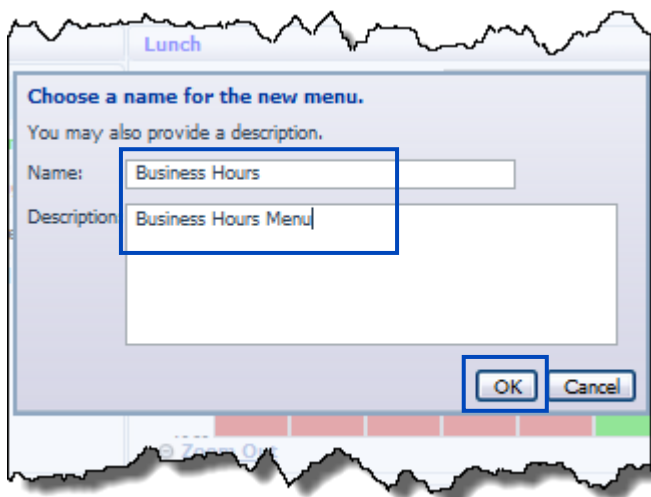 Lunch
Choose a name for the new menu.
You may also provide a description.
Name: Business Hours
Description: Business Hours Menu
OK Cancel
Zoom Out